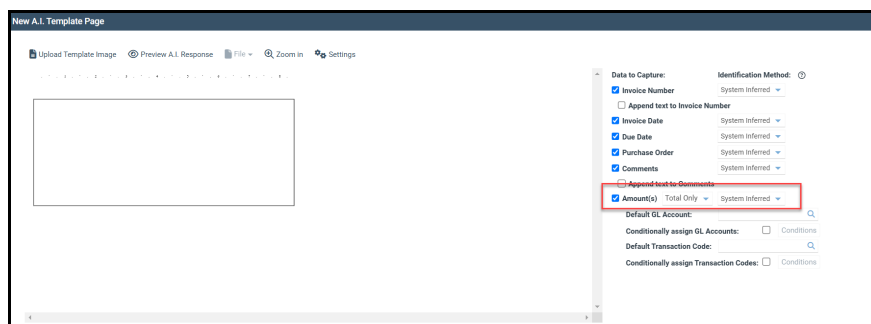 New A.I. Template Page
Upload Template Image Preview A.I. Response File Zoom in Settings
Data to Capture: Identification Method:
Invoice Number System Inferred
Append text to Invoice Number
Invoice Date System Inferred
Due Date System Inferred
Purchase Order System Inferred
Comments System Inferred
Append text to Comments
Amount(s) Total Only System Inferred
Default GL Account:
Conditionally assign GL Accounts: Conditions
Default Transaction Code:
Conditionally assign Transaction Codes: Conditions